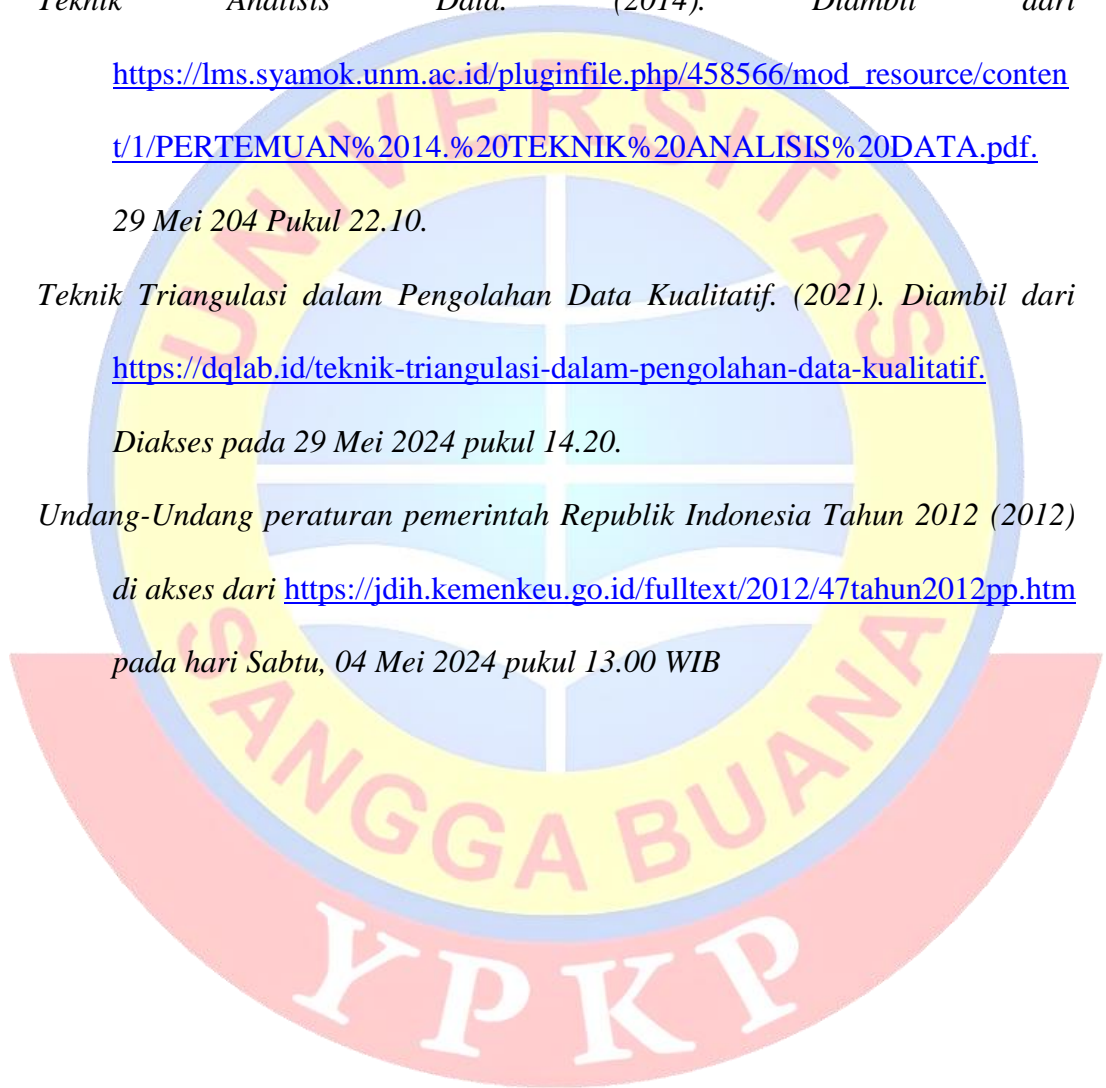 Teknik Analisis Data. (2014). Diambil dari
https://lms.syamok.unm.ac.id/pluginfile.php/458566/mod_resource/conten
t/1/PERTEMUAN%2014.%20TEKNIK%20ANALISIS%20DATA.pdf.
29 Mei 204 Pukul 22.10.
Teknik Triangulasi dalam Pengolahan Data Kualitatif. (2021). Diambil dari
https://dqlab.id/teknik-triangulasi-dalam-pengolahan-data-kualitatif.
Diakses pada 29 Mei 2024 pukul 14.20.
Undang-Undang peraturan pemerintah Republik Indonesia Tahun 2012 (2012)
di akses dari https://jdih.kemenkeu.go.id/fulltext/2012/47tahun2012pp.htm
pada hari Sabtu, 04 Mei 2024 pukul 13.00 WIB
UNIVERSITAS
SANGGA BUANA
YPKP